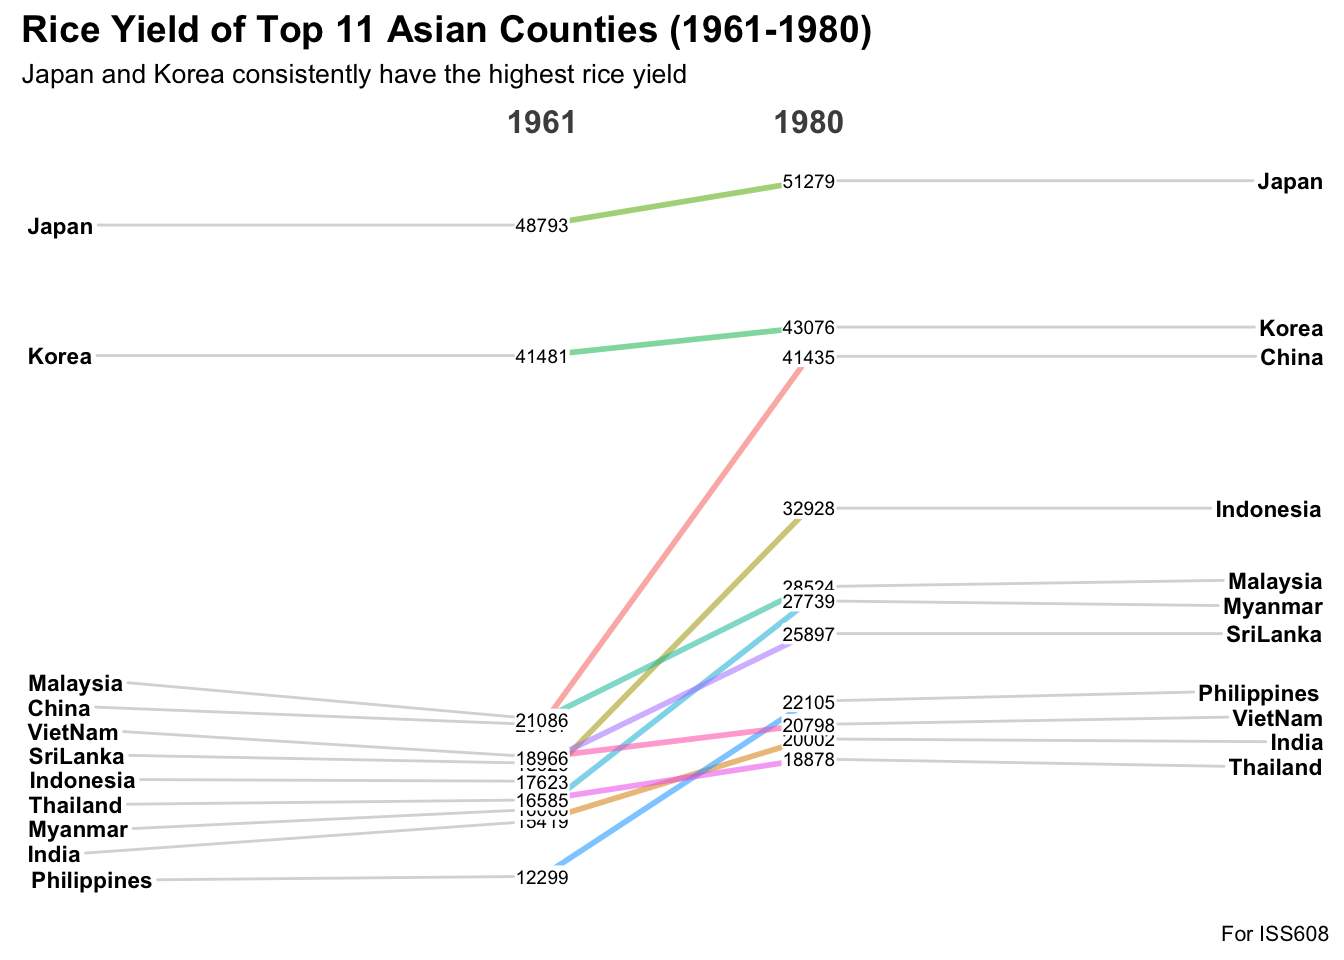 Rice Yield of Top 11 Asian Counties (1961-1980)
Japan and Korea consistently have the highest rice yield
1961 1980
51279 Japan
Japan 48793
43076 Korea
Korea 41481
41435 China
32928 Indonesia
28524 Malaysia
27739 Myanmar
25897 SriLanka
Malaysia
22105 Philippines
China 21086
20798 VietNam
VietNam
20002 India
SriLanka 18966
18878 Thailand
Indonesia 17623
Thailand 16585
Myanmar
15419
India
Philippines 12299
For ISS608